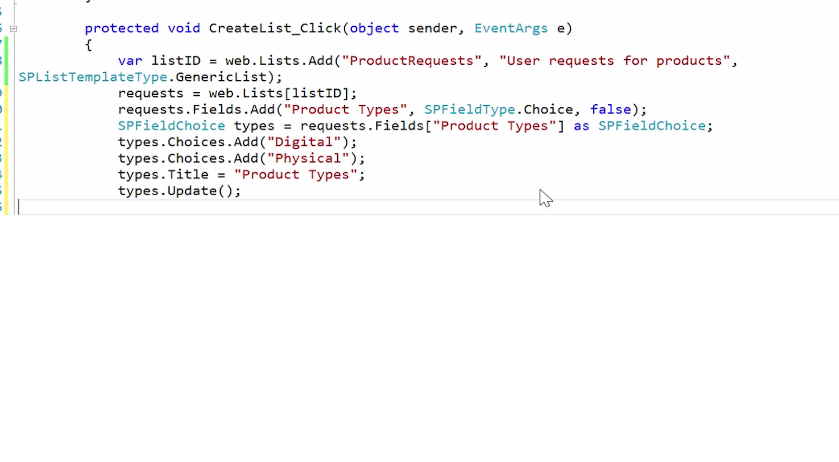 protected void CreateList_Click(object sender, EventArgs e)
{
var listID = web.Lists.Add("ProductRequests", "User requests for products",
SPListTemplateType.GenericList);
requests = web.Lists[listID];
requests.Fields.Add("Product Types", SPFieldType.Choice, false);
SPFieldChoice types = requests.Fields["Product Types"] as SPFieldChoice;
types.Choices.Add("Digital");
types.Choices.Add("Physical");
types.Title = "Product Types";
types.Update();